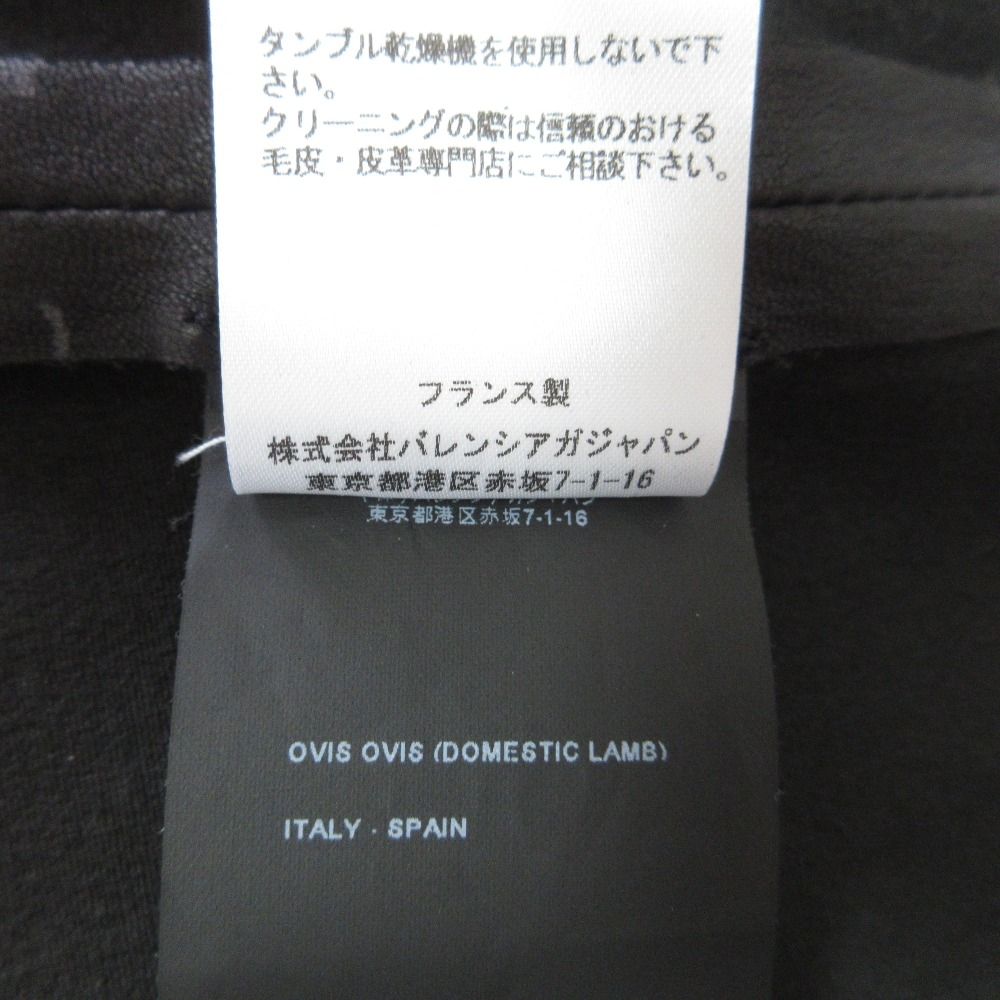 タンブル乾燥機を使用しないで下
さい。
クリーニングの際は信頼のおける
毛皮・皮革専門店にご相談下さい。
フランス製
株式会社バレンシアガジャパン
東京都港区赤坂7-1-16
東京都港区赤坂7-1-16
OVIS OVIS (DOMESTIC LAMB)
ITALY · SPAIN